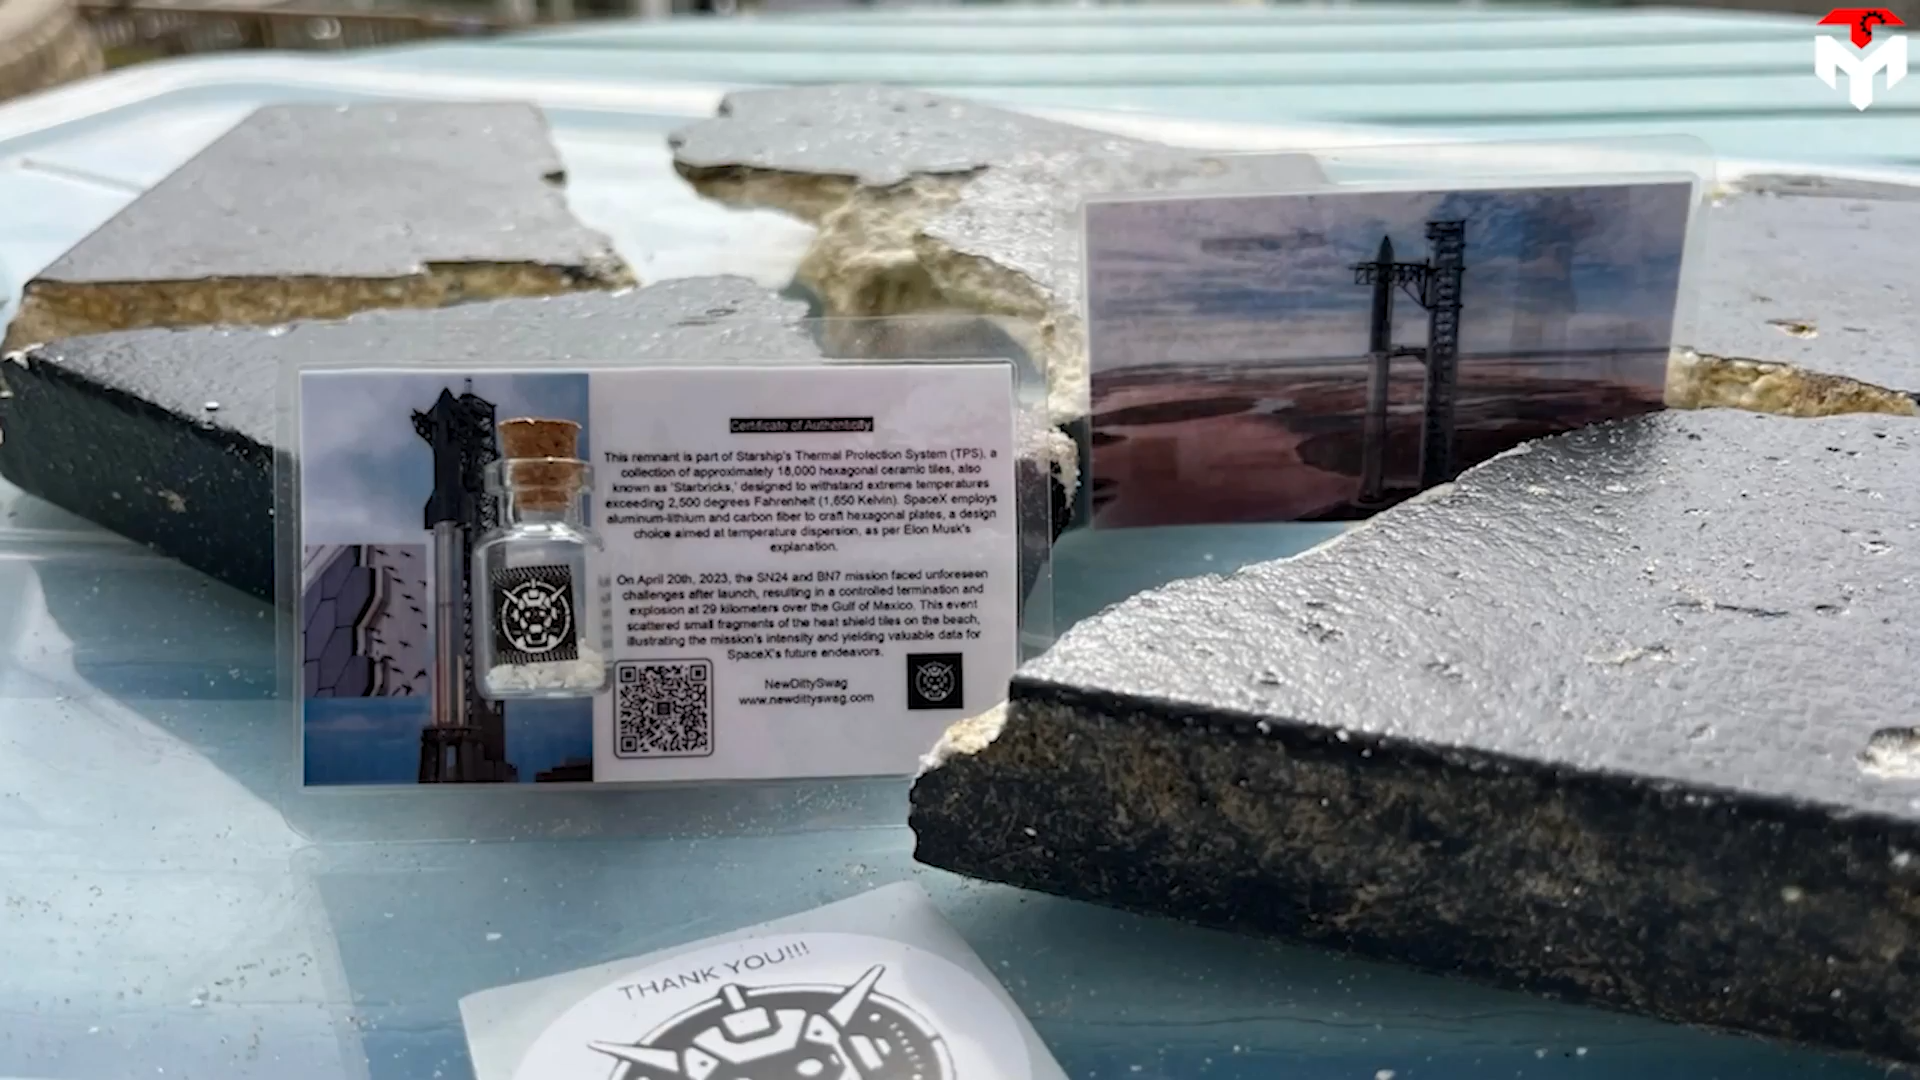 Certificate of Authenticity
This remnant is part of Starship's Thermal Protection System (TPS), a
collection of approximately 18,000 hexagonal ceramic tiles, also
known as 'Starbricks,' designed to withstand extreme temperatures
exceeding 2,500 degrees Fahrenheit (1,650 Kelvin). SpaceX employs
aluminum-lithium and carbon fiber to craft hexagonal plates, a design
choice aimed at temperature dispersion, as per Elon Musk's
explanation.
On April 20th, 2023, the SN24 and BN7 mission faced unforeseen
challenges after launch, resulting in a controlled termination and
explosion at 29 kilometers over the Gulf of Mexico. This event
scattered small fragments of the heat shield tiles on the beach,
illustrating the mission's intensity and yielding valuable data for
SpaceX's future endeavors.
NewDittySwag
www.newdittyswag.com
THANK YOU!!!